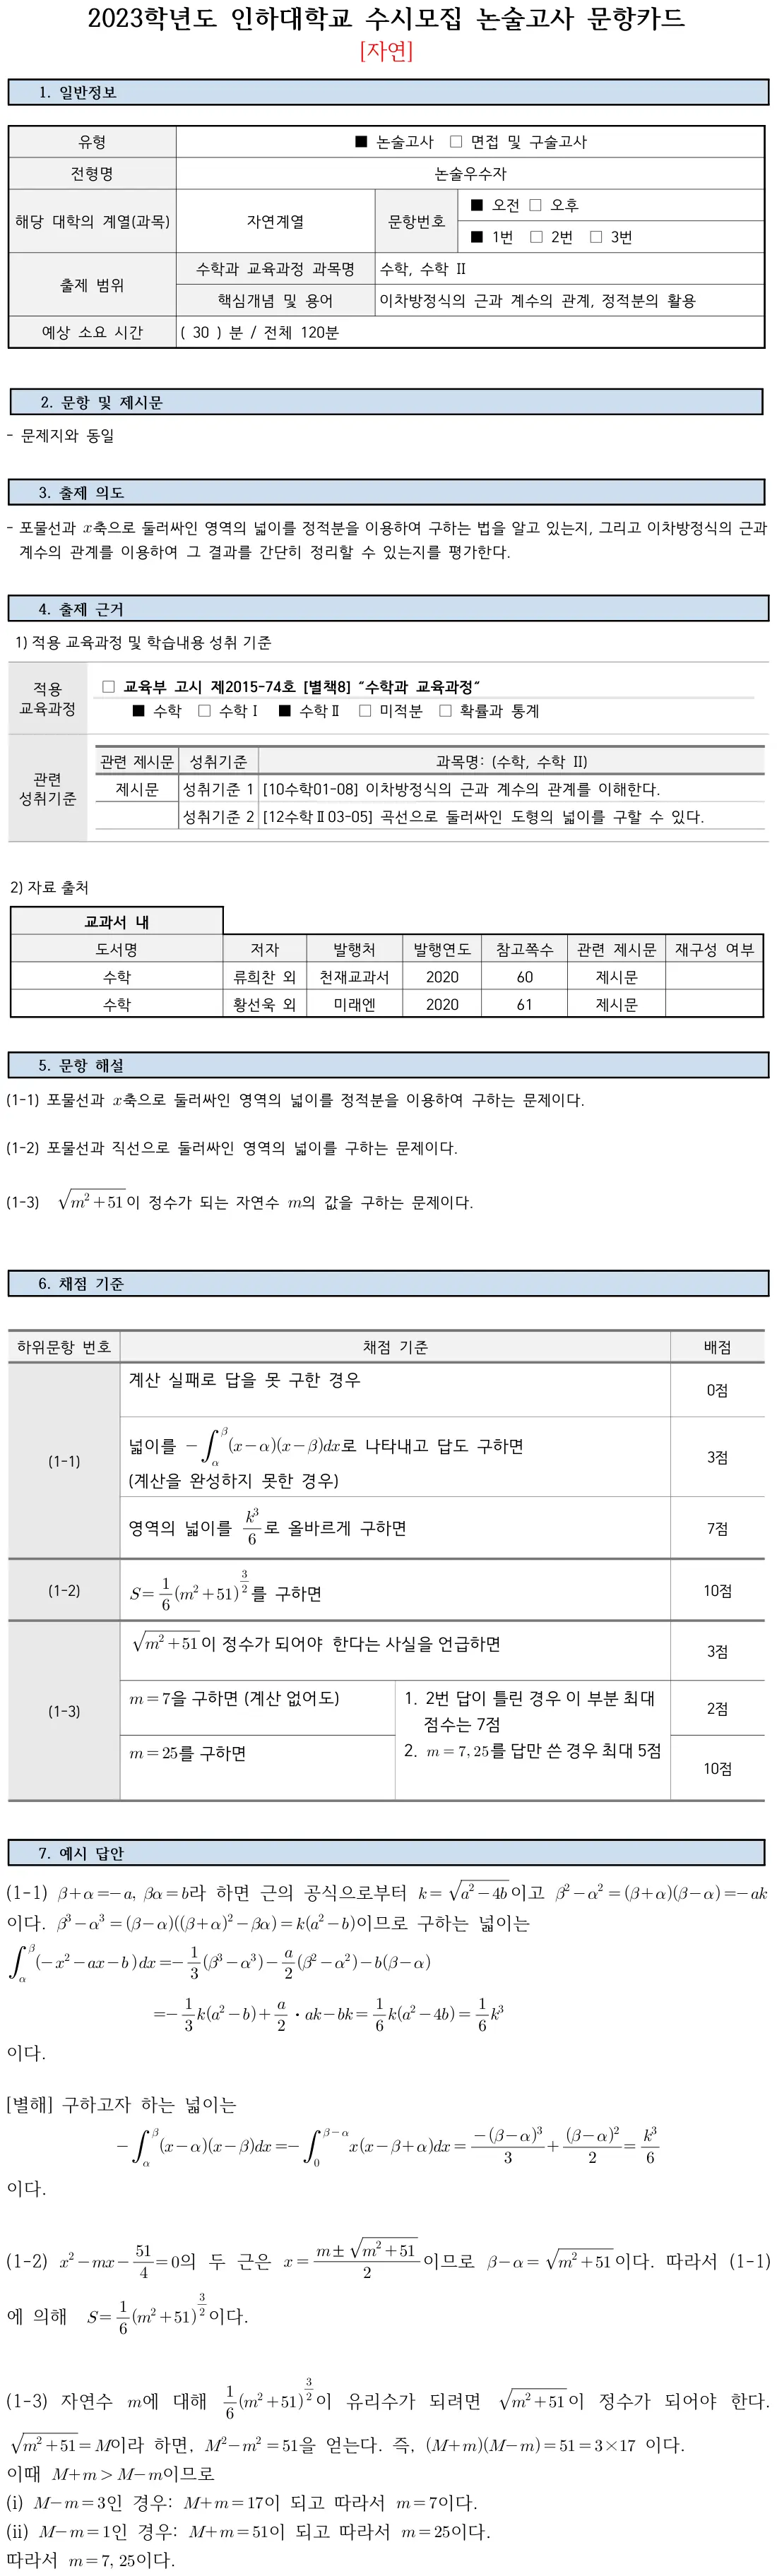 2023학년도 인하대학교 수시모집 논술고사 문항카드
[자연]
1. 일반정보
유형 ■ 논술고사 □ 면접 및 구술고사
전형명 논술우수자
해당 대학의 계열(과목) 자연계열 문항번호 ■ 오전 □ 오후
■ 1번 □ 2번 □ 3번
출제 범위 수학과 교육과정 과목명 수학, 수학 Ⅱ
핵심개념 및 용어 이차방정식의 근과 계수의 관계, 정적분의 활용
예상 소요 시간 ( 30 ) 분 / 전체 120분
2. 문항 및 제시문
- 문제지와 동일
3. 출제 의도
- 포물선과 x축으로 둘러싸인 영역의 넓이를 정적분을 이용하여 구하는 법을 알고 있는지, 그리고 이차방정식의 근과
계수의 관계를 이용하여 그 결과를 간단히 정리할 수 있는지를 평가한다.
4. 출제 근거
1) 적용 교육과정 및 학습내용 성취 기준
적용 교육과정 □ 교육부 고시 제2015-74호 [별책8] “수학과 교육과정”
■ 수학 □ 수학Ⅰ ■ 수학Ⅱ □ 미적분 □ 확률과 통계
관련 성취기준 관련 제시문 성취기준 과목명: (수학, 수학 Ⅱ)
제시문 성취기준 1 [10수학01-08] 이차방정식의 근과 계수의 관계를 이해한다.
성취기준 2 [12수학Ⅱ03-05] 곡선으로 둘러싸인 도형의 넓이를 구할 수 있다.
2) 자료 출처
교과서 내
도서명 저자 발행처 발행연도 참고쪽수 관련 제시문 재구성 여부
수학 류희찬 외 천재교과서 2020 60 제시문
수학 황선욱 외 미래엔 2020 61 제시문
5. 문항 해설
(1-1) 포물선과 x축으로 둘러싸인 영역의 넓이를 정적분을 이용하여 구하는 문제이다.
(1-2) 포물선과 직선으로 둘러싸인 영역의 넓이를 구하는 문제이다.
(1-3) √(m²+51)이 정수가 되는 자연수 m의 값을 구하는 문제이다.
6. 채점 기준
하위문항 번호 채점 기준 배점
(1-1) 계산 실패로 답을 못 구한 경우 0점
넓이를 -∫_α^β (x-α)(x-β)dx로 나타내고 답도 구하면
(계산을 완성하지 못한 경우) 3점
영역의 넓이를 k³/6로 올바르게 구하면 7점
(1-2) S=1/6(m²+51)^(3/2)를 구하면 10점
(1-3) √(m²+51)이 정수가 되어야 한다는 사실을 언급하면 3점
m=7을 구하면 (계산 없어도) 1. 2번 답이 틀린 경우 이 부분 최대 점수는 7점 2점
m=25를 구하면 2. m=7, 25를 답만 쓴 경우 최대 5점 10점
7. 예시 답안
(1-1) β+α=-a, βα=b라 하면 근의 공식으로부터 k=√(a²-4b)이고 β²-α²=(β+α)(β-α)=-ak
이다. β³-α³=(β-α)((β+α)²-βα)=k(a²-b)이므로 구하는 넓이는
∫_α^β (-x²-ax-b)dx=-1/3(β³-α³)-a/2(β²-α²)-b(β-α)
=-1/3k(a²-b)+a/2·ak-bk=1/6k(a²-4b)=1/6k³
이다.
[별해] 구하고자 하는 넓이는
-∫_α^β (x-α)(x-β)dx=-∫_0^(β-α) x(x-β+α)dx=-(β-α)³/3+(β-α)²/2=k³/6
이다.
(1-2) x²-mx-51/4=0의 두 근은 x=(m±√(m²+51))/2이므로 β-α=√(m²+51)이다. 따라서 (1-1)
에 의해 S=1/6(m²+51)^(3/2)이다.
(1-3) 자연수 m에 대해 1/6(m²+51)^(3/2)이 유리수가 되려면 √(m²+51)이 정수가 되어야 한다.
√(m²+51)=M이라 하면, M²-m²=51을 얻는다. 즉, (M+m)(M-m)=51=3×17 이다.
이때 M+m>M-m이므로
(i) M-m=3인 경우: M+m=17이 되고 따라서 m=7이다.
(ii) M-m=1인 경우: M+m=51이 되고 따라서 m=25이다.
따라서 m=7, 25이다.